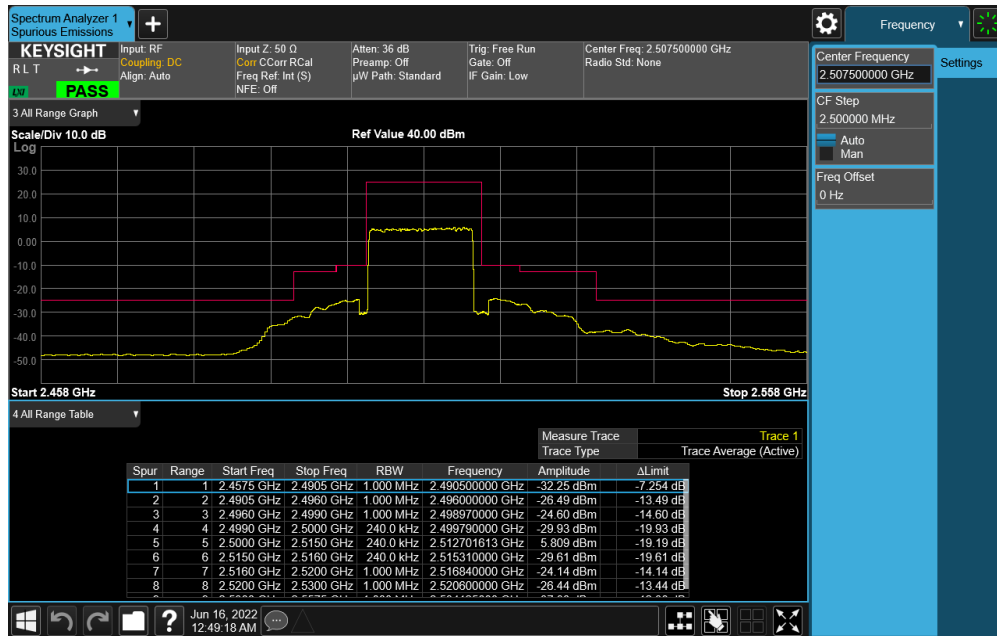 Spectrum Analyzer 1
Spurious Emissions
Frequency
KEYSIGHT
R L T
LXI
PASS
Input: RF
Coupling: DC
Align: Auto
Input Z: 50 Ω
Corr CCorr RCal
Freq Ref: Int (S)
NFE: Off
Atten: 36 dB
Preamp: Off
µW Path: Standard
Trig: Free Run
Gate: Off
IF Gain: Low
Center Freq: 2.507500000 GHz
Radio Std: None
Center Frequency
2.507500000 GHz
Settings
CF Step
2.500000 MHz
Auto
Man
Freq Offset
0 Hz
3 All Range Graph
Scale/Div 10.0 dB
Ref Value 40.00 dBm
Log
30.0
20.0
10.0
0.00
-10.0
-20.0
-30.0
-40.0
-50.0
Start 2.458 GHz
Stop 2.558 GHz
4 All Range Table
Measure Trace Trace 1
Trace Type Trace Average (Active)
Spur Range Start Freq Stop Freq RBW Frequency Amplitude ΔLimit
1 1 2.4575 GHz 2.4905 GHz 1.000 MHz 2.490500000 GHz -32.25 dBm -7.254 dB
2 2 2.4905 GHz 2.4960 GHz 1.000 MHz 2.496000000 GHz -26.49 dBm -13.49 dB
3 3 2.4960 GHz 2.4990 GHz 1.000 MHz 2.498970000 GHz -24.60 dBm -14.60 dB
4 4 2.4990 GHz 2.5000 GHz 240.0 kHz 2.499790000 GHz -29.93 dBm -19.93 dB
5 5 2.5000 GHz 2.5150 GHz 240.0 kHz 2.512701613 GHz 5.809 dBm -19.19 dB
6 6 2.5150 GHz 2.5160 GHz 240.0 kHz 2.515310000 GHz -29.61 dBm -19.61 dB
7 7 2.5160 GHz 2.5200 GHz 1.000 MHz 2.516840000 GHz -24.14 dBm -14.14 dB
8 8 2.5200 GHz 2.5300 GHz 1.000 MHz 2.520600000 GHz -26.44 dBm -13.44 dB
?
Jun 16, 2022
12:49:18 AM